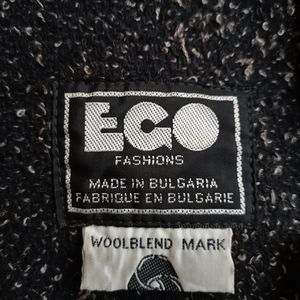 EGO
FASHIONS
MADE IN BULGARIA
FABRIQUE EN BULGARIE
WOOLBLEND MARK